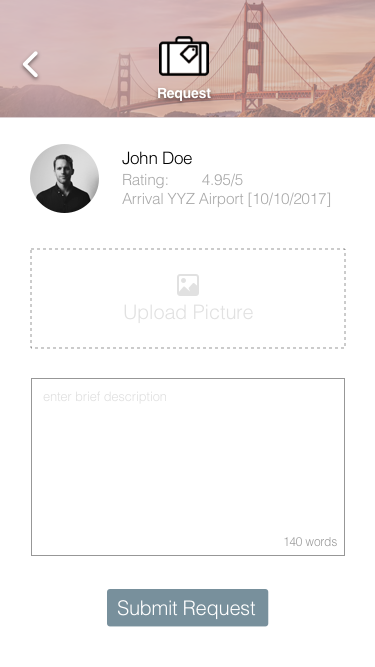 Request
John Doe
Rating: 4.95/5
Arrival YYZ Airport [10/10/2017]
Upload Picture
enter brief description
140 words
Submit Request